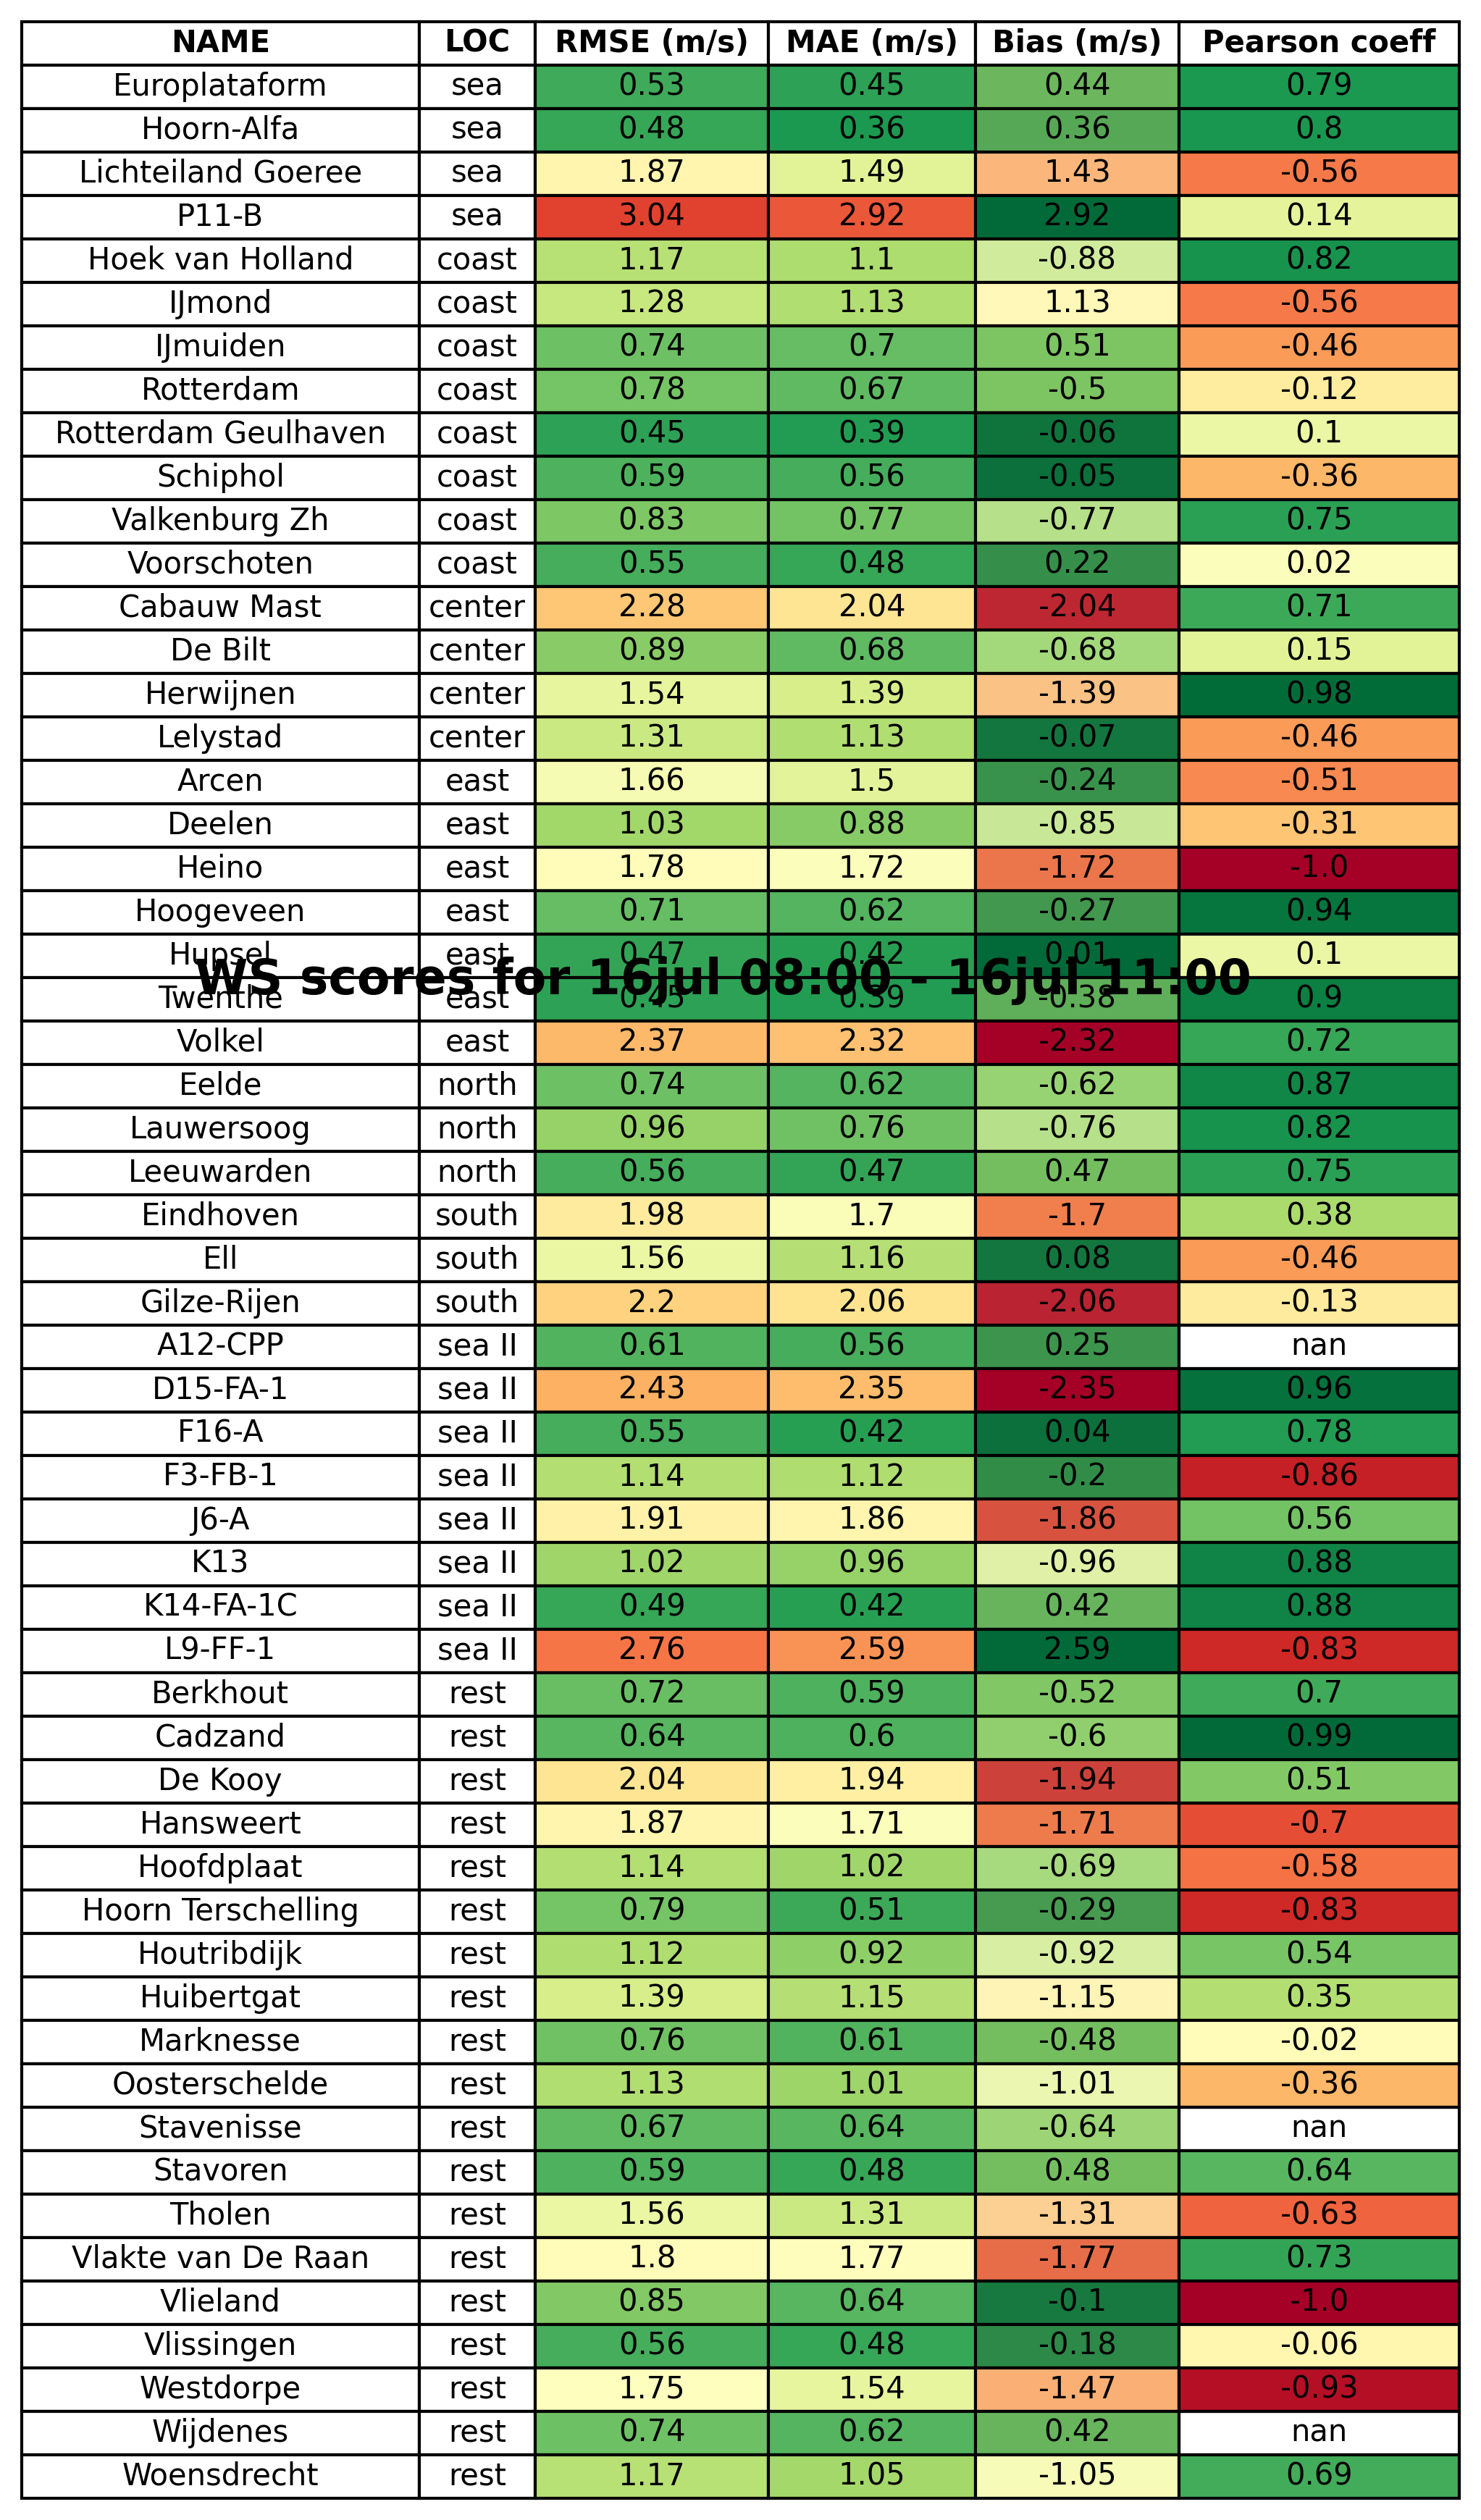 NAME LOC RMSE (m/s) MAE (m/s) Bias (m/s) Pearson coeff
Europlataform sea 0.53 0.45 0.44 0.79
Hoorn-Alfa sea 0.48 0.36 0.36 0.8
Lichteiland Goeree sea 1.87 1.49 1.43 -0.56
P11-B sea 3.04 2.92 2.92 0.14
Hoek van Holland coast 1.17 1.1 -0.88 0.82
IJmond coast 1.28 1.13 1.13 -0.56
IJmuiden coast 0.74 0.7 0.51 -0.46
Rotterdam coast 0.78 0.67 -0.5 -0.12
Rotterdam Geulhaven coast 0.45 0.39 -0.06 0.1
Schiphol coast 0.59 0.56 -0.05 -0.36
Valkenburg Zh coast 0.83 0.77 -0.77 0.75
Voorschoten coast 0.55 0.48 0.22 0.02
Cabauw Mast center 2.28 2.04 -2.04 0.71
De Bilt center 0.89 0.68 -0.68 0.15
Herwijnen center 1.54 1.39 -1.39 0.98
Lelystad center 1.31 1.13 -0.07 -0.46
Arcen east 1.66 1.5 -0.24 -0.51
Deelen east 1.03 0.88 -0.85 -0.31
Heino east 1.78 1.72 -1.72 -1.0
Hoogeveen east 0.71 0.62 -0.27 0.94
Hupsel east 0.47 0.42 0.01 0.1
WS scores for 16jul 08:00 - 16jul 11:00
Twenthe east 0.45 0.39 -0.38 0.9
Volkel east 2.37 2.32 -2.32 0.72
Eelde north 0.74 0.62 -0.62 0.87
Lauwersoog north 0.96 0.76 -0.76 0.82
Leeuwarden north 0.56 0.47 0.47 0.75
Eindhoven south 1.98 1.7 -1.7 0.38
Ell south 1.56 1.16 0.08 -0.46
Gilze-Rijen south 2.2 2.06 -2.06 -0.13
A12-CPP sea II 0.61 0.56 0.25 nan
D15-FA-1 sea II 2.43 2.35 -2.35 0.96
F16-A sea II 0.55 0.42 0.04 0.78
F3-FB-1 sea II 1.14 1.12 -0.2 -0.86
J6-A sea II 1.91 1.86 -1.86 0.56
K13 sea II 1.02 0.96 -0.96 0.88
K14-FA-1C sea II 0.49 0.42 0.42 0.88
L9-FF-1 sea II 2.76 2.59 2.59 -0.83
Berkhout rest 0.72 0.59 -0.52 0.7
Cadzand rest 0.64 0.6 -0.6 0.99
De Kooy rest 2.04 1.94 -1.94 0.51
Hansweert rest 1.87 1.71 -1.71 -0.7
Hoofdplaat rest 1.14 1.02 -0.69 -0.58
Hoorn Terschelling rest 0.79 0.51 -0.29 -0.83
Houtribdijk rest 1.12 0.92 -0.92 0.54
Huibertgat rest 1.39 1.15 -1.15 0.35
Marknesse rest 0.76 0.61 -0.48 -0.02
Oosterschelde rest 1.13 1.01 -1.01 -0.36
Stavenisse rest 0.67 0.64 -0.64 nan
Stavoren rest 0.59 0.48 0.48 0.64
Tholen rest 1.56 1.31 -1.31 -0.63
Vlakte van De Raan rest 1.8 1.77 -1.77 0.73
Vlieland rest 0.85 0.64 -0.1 -1.0
Vlissingen rest 0.56 0.48 -0.18 -0.06
Westdorpe rest 1.75 1.54 -1.47 -0.93
Wijdenes rest 0.74 0.62 0.42 nan
Woensdrecht rest 1.17 1.05 -1.05 0.69